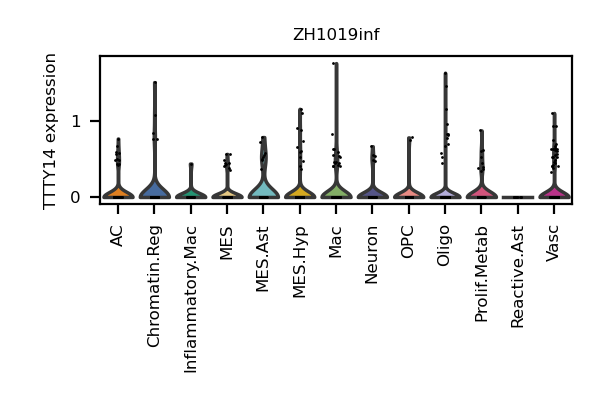 ZH1019inf
TTTY14 expression
1
0
AC
Chromatin.Reg
Inflammatory.Mac
MES
MES.Ast
MES.Hyp
Mac
Neuron
OPC
Oligo
Prolif.Metab
Reactive.Ast
Vasc